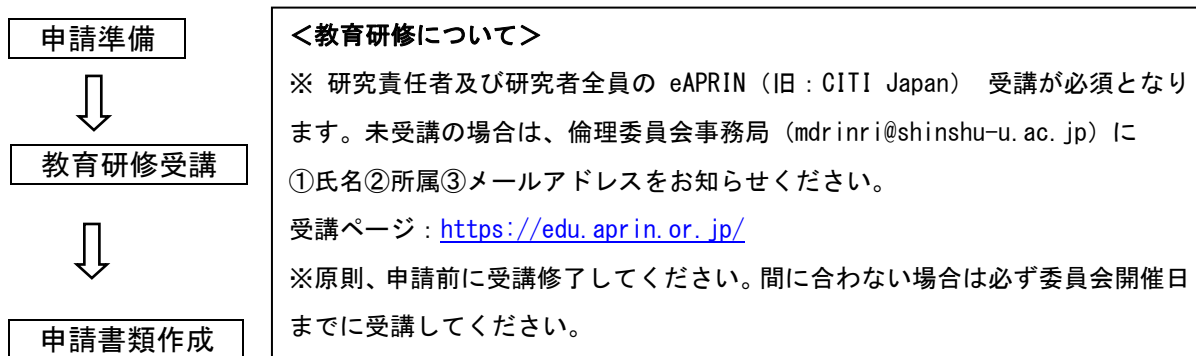 申請準備
教育研修受講
申請書類作成
＜教育研修について＞
※ 研究責任者及び研究者全員の eAPRIN（旧：CITI Japan） 受講が必須となり
ます。未受講の場合は、倫理委員会事務局（mdrinri@shinshu-u.ac.jp）に
①氏名②所属③メールアドレスをお知らせください。
受講ページ：https://edu.aprin.or.jp/
※原則、申請前に受講修了してください。間に合わない場合は必ず委員会開催日
までに受講してください。